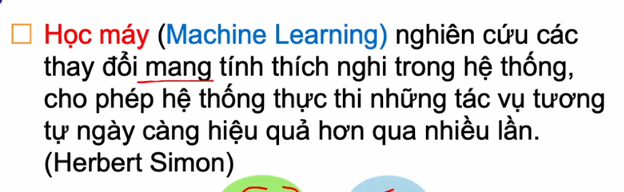 Học máy (Machine Learning) nghiên cứu các
thay đổi mang tính thích nghi trong hệ thống,
cho phép hệ thống thực thi những tác vụ tương
tự ngày càng hiệu quả hơn qua nhiều lần.
(Herbert Simon)